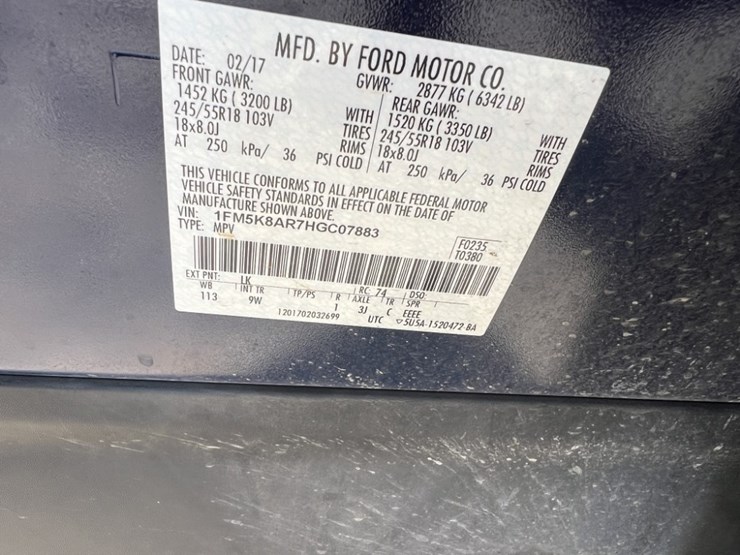 MFD. BY FORD MOTOR CO.
DATE: 02/17 GVWR: 2877 KG ( 6342 LB)
FRONT GAWR: REAR GAWR:
1452 KG ( 3200 LB) WITH 1520 KG ( 3350 LB) WITH
245/55R18 103V TIRES 245/55R18 103V TIRES
18x8.0J RIMS 18x8.0J RIMS
AT 250 kPa/ 36 PSI COLD AT 250 kPa/ 36 PSI COLD
THIS VEHICLE CONFORMS TO ALL APPLICABLE FEDERAL MOTOR
VEHICLE SAFETY STANDARDS IN EFFECT ON THE DATE OF
MANUFACTURE SHOWN ABOVE.
VIN: 1FM5K8AR7HGC07883 F0235
TYPE: MPV T0380
EXT PNT: LK RC: 74 DSO:
WB INT TR TP/PS R AXLE TR SPR
113 9W 1 3J C EEEE
1201702032699 UTC 5U5A-1520472 BA